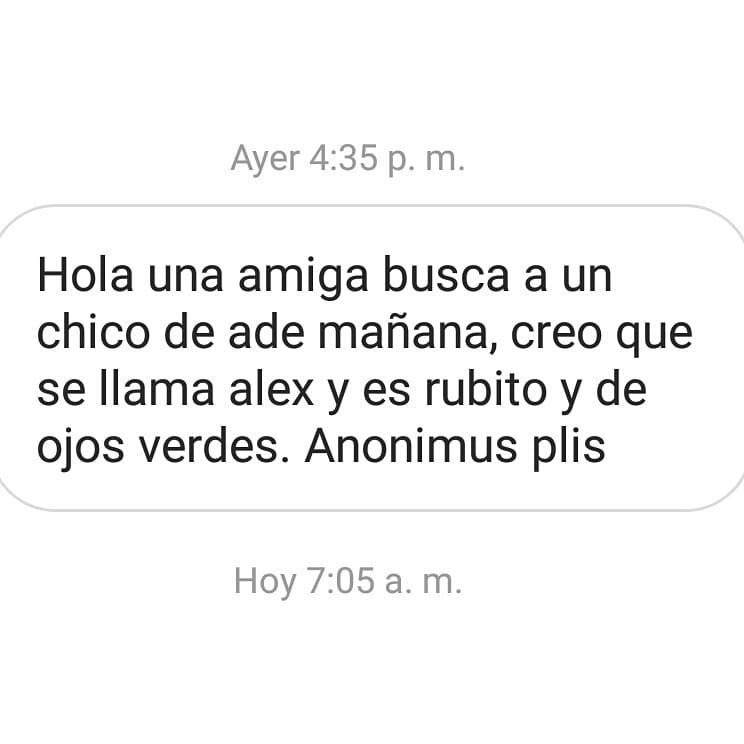 Ayer 4:35 p. m.
Hola una amiga busca a un
chico de ade mañana, creo que
se llama alex y es rubito y de
ojos verdes. Anonimus plis
Hoy 7:05 a. m.